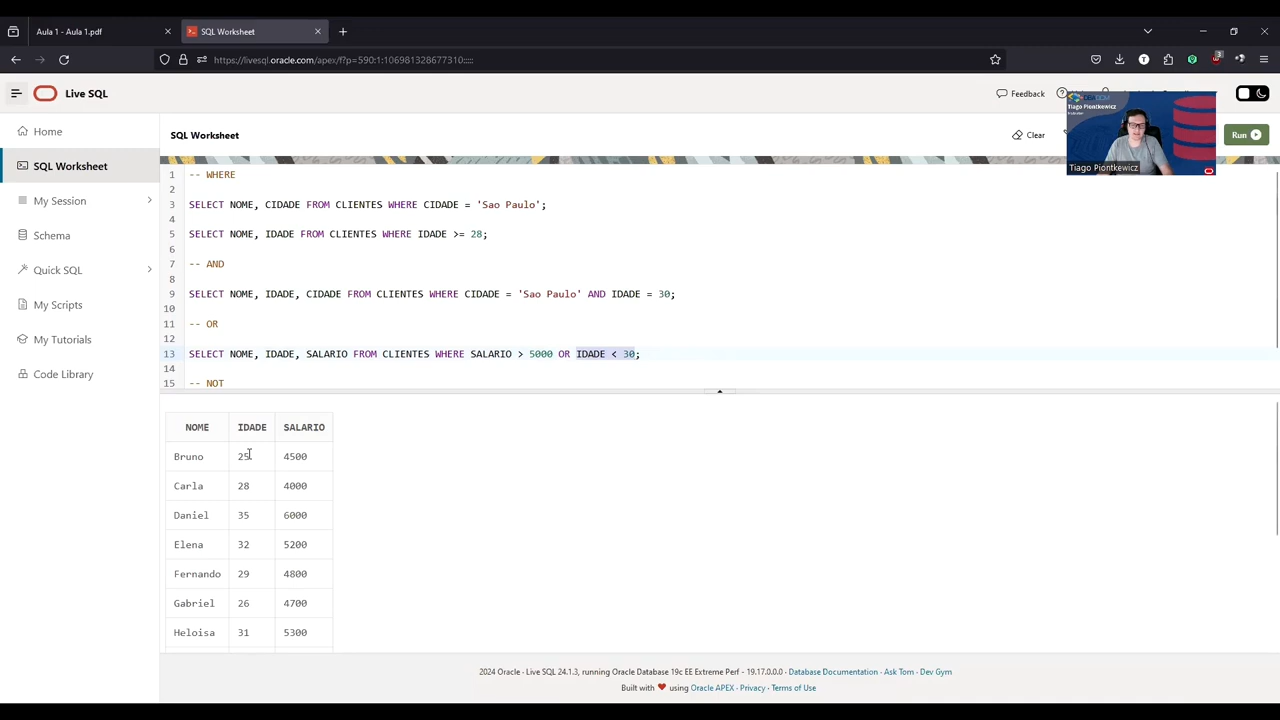 Aula 1 - Aula 1.pdf
SQL Worksheet
https://livesql.oracle.com/apex/f?p=590:1:106981328677310:::::
3
Live SQL
Feedback
Home
SQL Worksheet
Clear
Run
Tiago Piontkewicz
Tiago Piontkewicz
SQL Worksheet
My Session
Schema
Quick SQL
My Scripts
My Tutorials
Code Library
1 -- WHERE
2
3 SELECT NOME, CIDADE FROM CLIENTES WHERE CIDADE = 'Sao Paulo';
4
5 SELECT NOME, IDADE FROM CLIENTES WHERE IDADE >= 28;
6
7 -- AND
8
9 SELECT NOME, IDADE, CIDADE FROM CLIENTES WHERE CIDADE = 'Sao Paulo' AND IDADE = 30;
10
11 -- OR
12
13 SELECT NOME, IDADE, SALARIO FROM CLIENTES WHERE SALARIO > 5000 OR IDADE < 30;
14
15 -- NOT
NOME IDADE SALARIO
Bruno 25 4500
Carla 28 4000
Daniel 35 6000
Elena 32 5200
Fernando 29 4800
Gabriel 26 4700
Heloisa 31 5300
2024 Oracle · Live SQL 24.1.3, running Oracle Database 19c EE Extreme Perf - 19.17.0.0.0 · Database Documentation · Ask Tom · Dev Gym
Built with ❤ using Oracle APEX · Privacy · Terms of Use